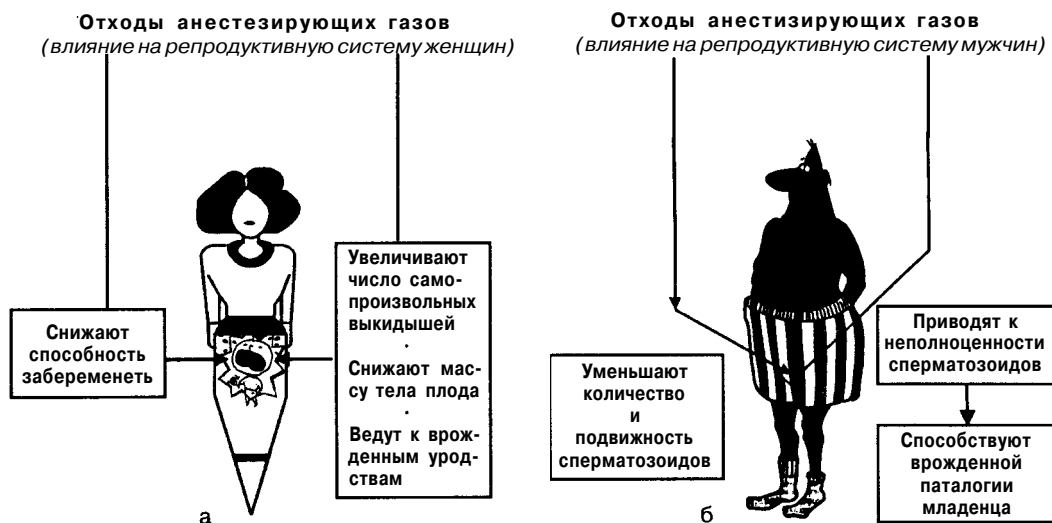 Отходы анестезирующих газов
(влияние на репродуктивную систему женщин)
Снижают
способность
забеременеть
Увеличивают
число само-
произвольных
выкидышей
·
Снижают мас-
су тела плода
·
Ведут к врож-
денным урод-
ствам
а
Отходы анестизирующих газов
(влияние на репродуктивную систему мужчин)
Уменьшают
количество
и
подвижность
сперматозоидов
Приводят к
неполноценности
сперматозоидов
Способствуют
врожденной
паталогии
младенца
б